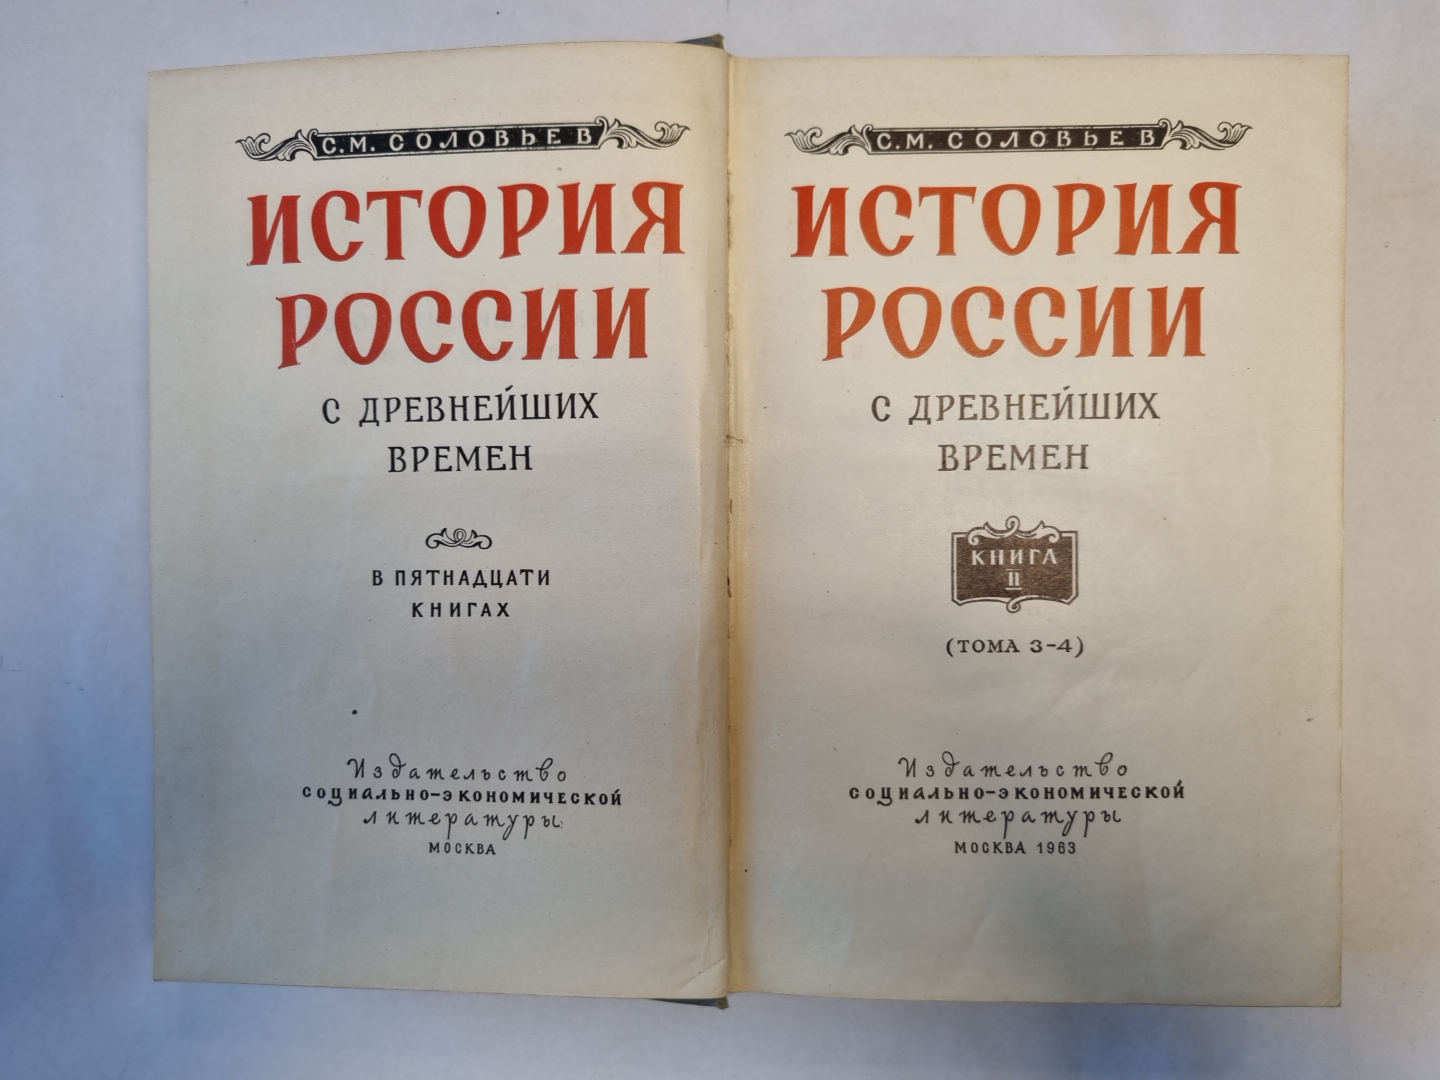 С.М. СОЛОВЬЕВ
ИСТОРИЯ
РОССИИ
С ДРЕВНЕЙШИХ
ВРЕМЕН
В ПЯТНАДЦАТИ
КНИГАХ
Издательство
СОЦИАЛЬНО-ЭКОНОМИЧЕСКОЙ
литературы
МОСКВА
С.М. СОЛОВЬЕВ
ИСТОРИЯ
РОССИИ
С ДРЕВНЕЙШИХ
ВРЕМЕН
КНИГА
II
(ТОМА 3-4)
Издательство
СОЦИАЛЬНО-ЭКОНОМИЧЕСКОЙ
литературы
МОСКВА 1963